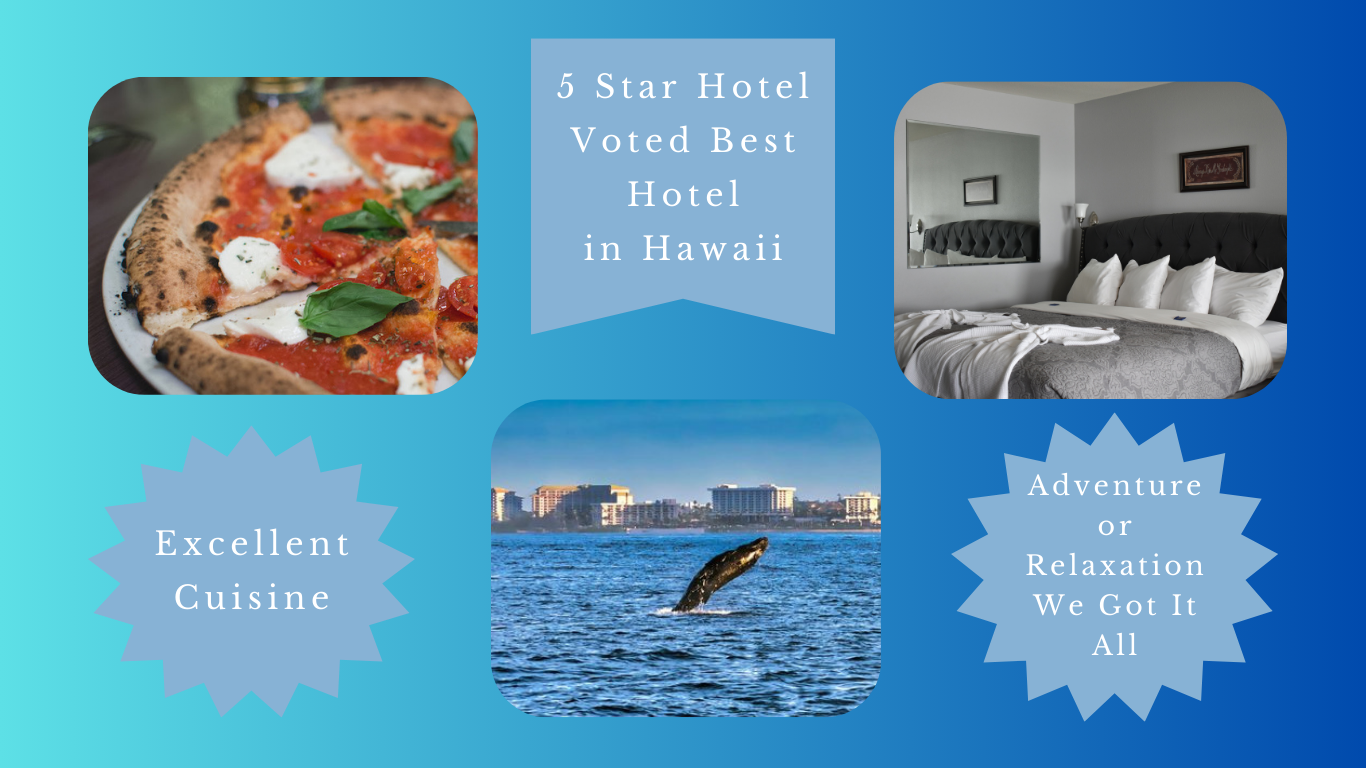 5 Star Hotel
Voted Best
Hotel
in Hawaii
Excellent
Cuisine
Adventure
or
Relaxation
We Got It
All